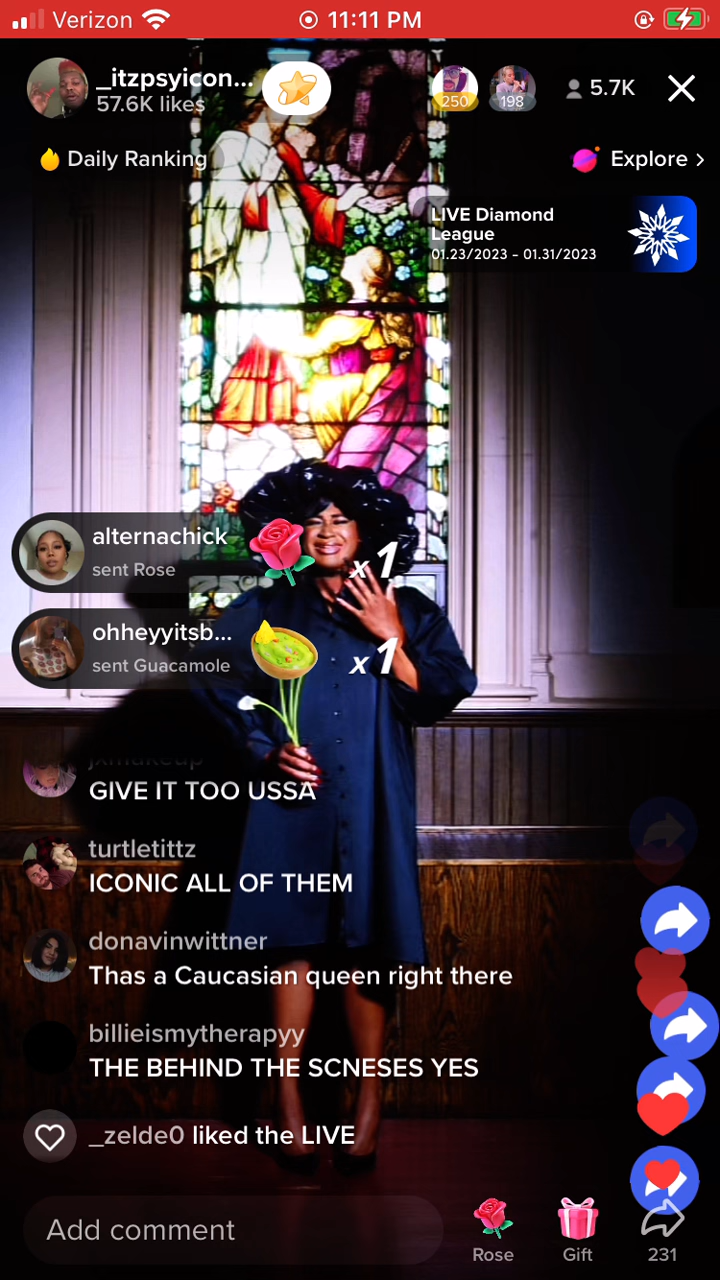 Verizon
11:11 PM
_itzpsyicon...
57.6K likes
250
198
5.7K
Daily Ranking
Explore >
LIVE Diamond
League
01.23/2023 - 01.31/2023
alternachick
sent Rose
x1
ohheyyitsb...
sent Guacamole
x1
jxmakeup
GIVE IT TOO USSA
turtletittz
ICONIC ALL OF THEM
donavinwittner
Thas a Caucasian queen right there
billieismytherapyy
THE BEHIND THE SCNESES YES
_zelde0 liked the LIVE
Add comment
Rose
Gift
231